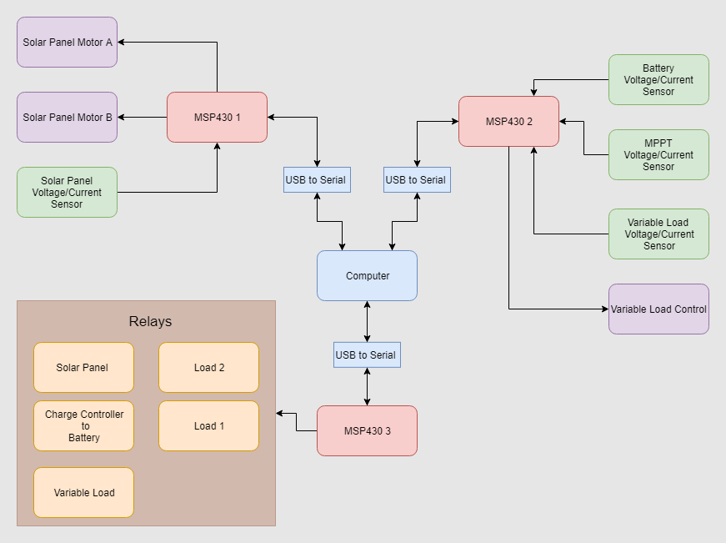 Solar Panel Motor A
Solar Panel Motor B
Solar Panel
Voltage/Current
Sensor
MSP430 1
USB to Serial
USB to Serial
MSP430 2
Battery
Voltage/Current
Sensor
MPPT
Voltage/Current
Sensor
Variable Load
Voltage/Current
Sensor
Variable Load Control
Computer
USB to Serial
MSP430 3
Relays
Solar Panel
Load 2
Charge Controller
to
Battery
Load 1
Variable Load